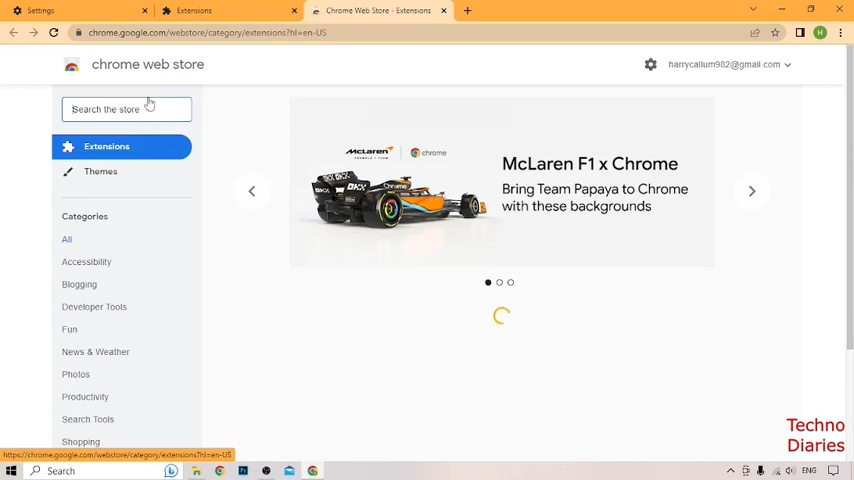 Settings
Extensions
Chrome Web Store - Extensions
chrome.google.com/webstore/category/extensions?hl=en-US
H
chrome web store
harrycallum982@gmail.com
Search the store
Extensions
Themes
Categories
All
Accessibility
Blogging
Developer Tools
Fun
News & Weather
Photos
Productivity
Search Tools
Shopping
McLaren
chrome
McLaren F1 x Chrome
Bring Team Papaya to Chrome
with these backgrounds
Techno
Diaries
https://chrome.google.com/webstore/category/extensions?hl=en-US
Search
ENG